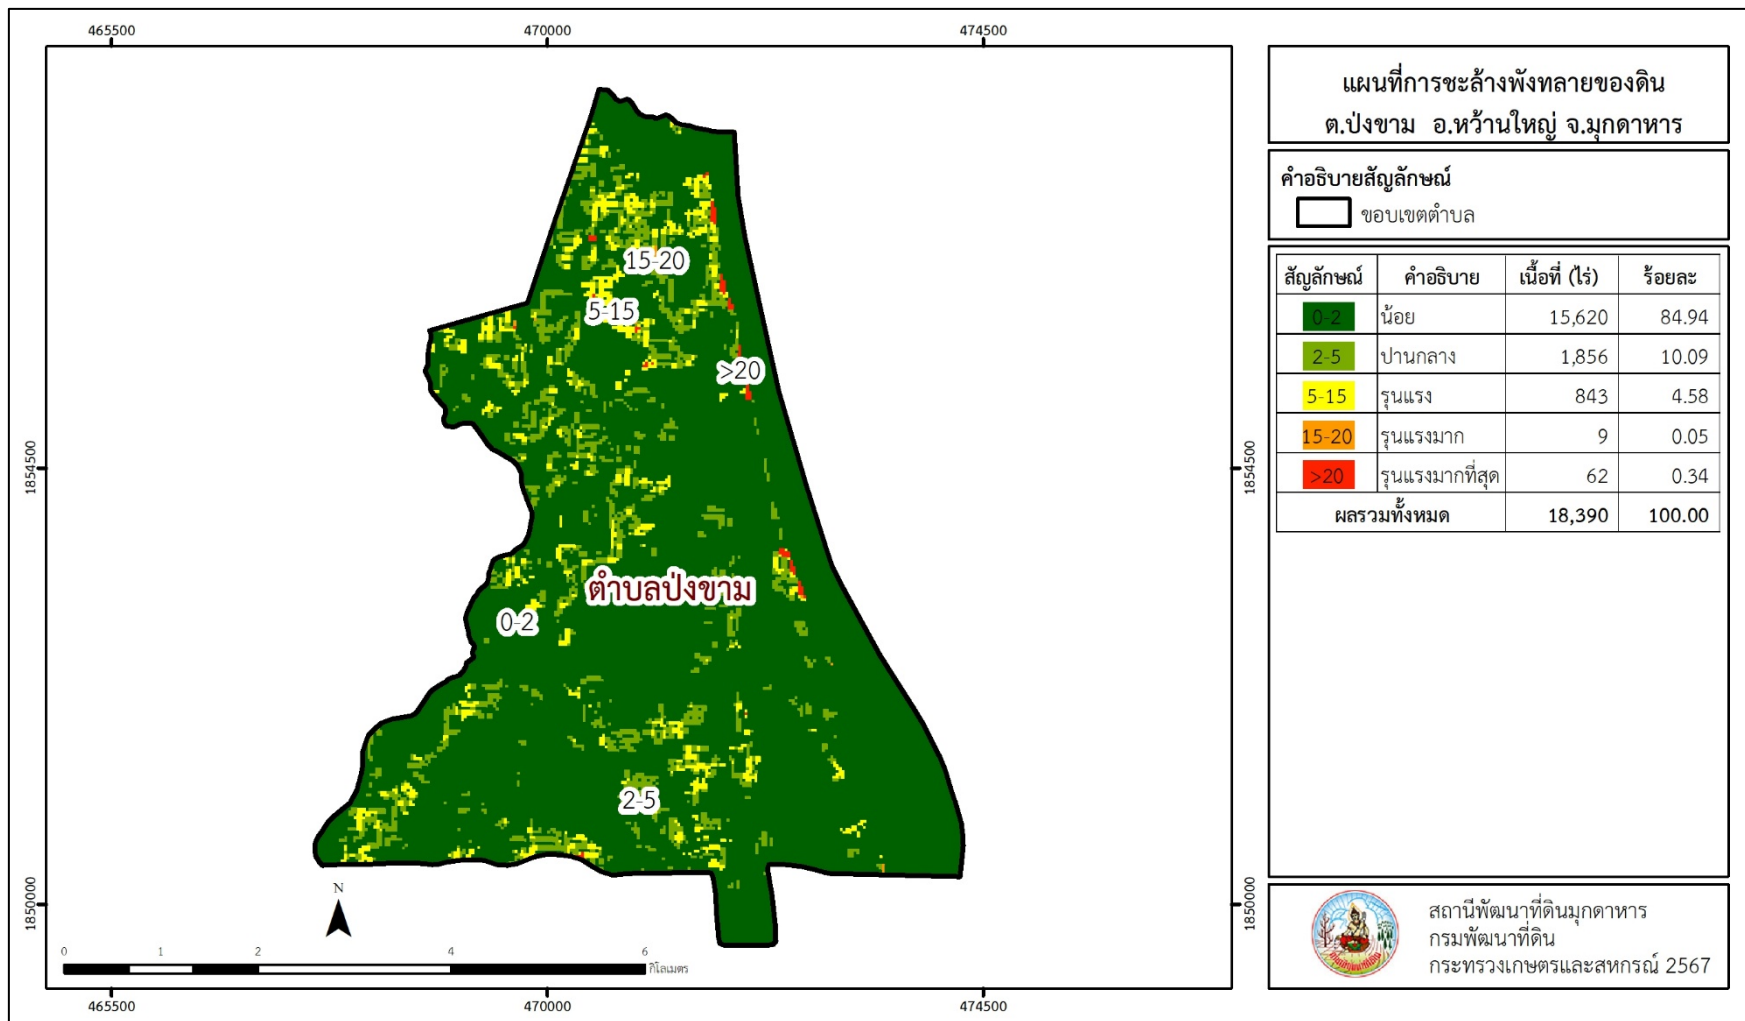 465500 470000 474500
แผนที่การชะล้างพังทลายของดิน
ต.ป่งขาม อ.หว้านใหญ่ จ.มุกดาหาร
คำอธิบายสัญลักษณ์
ขอบเขตตำบล
สัญลักษณ์ คำอธิบาย เนื้อที่ (ไร่) ร้อยละ
0-2 น้อย 15,620 84.94
2-5 ปานกลาง 1,856 10.09
5-15 รุนแรง 843 4.58
15-20 รุนแรงมาก 9 0.05
>20 รุนแรงมากที่สุด 62 0.34
ผลรวมทั้งหมด 18,390 100.00
15-20
5-15
>20
1854500 1854500
ตำบลป่งขาม
0-2
2-5
1850000 1850000
N
0 1 2 4 6
กิโลเมตร
465500 470000 474500
สถานีพัฒนาที่ดินมุกดาหาร
กรมพัฒนาที่ดิน
กระทรวงเกษตรและสหกรณ์ 2567